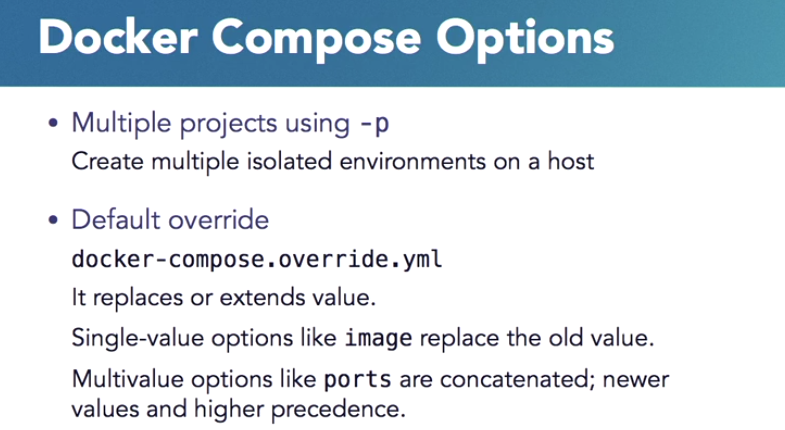 Docker Compose Options
• Multiple projects using -p
Create multiple isolated environments on a host
• Default override
docker-compose.override.yml
It replaces or extends value.
Single-value options like image replace the old value.
Multivalue options like ports are concatenated; newer
values and higher precedence.